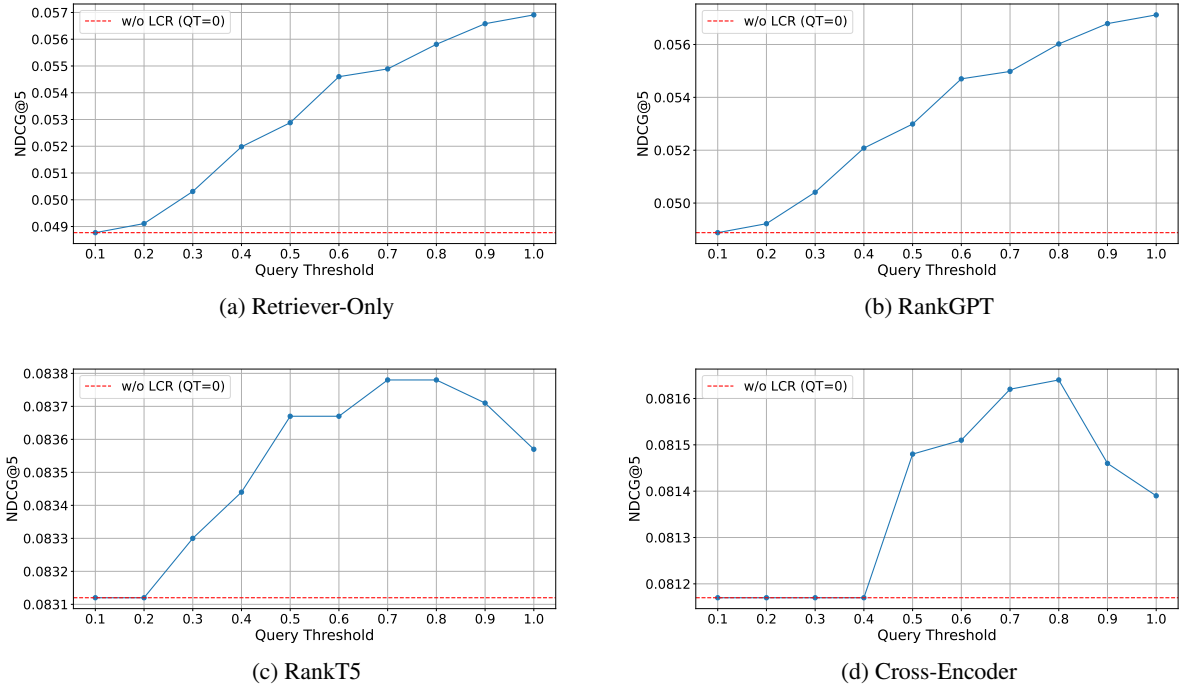 0.057
0.056
0.055
0.054
0.053
0.052
0.051
0.050
0.049
NDCG@5
w/o LCR (QT=0)
0.1 0.2 0.3 0.4 0.5 0.6 0.7 0.8 0.9 1.0
Query Threshold
(a) Retriever-Only
0.056
0.054
0.052
0.050
NDCG@5
w/o LCR (QT=0)
0.1 0.2 0.3 0.4 0.5 0.6 0.7 0.8 0.9 1.0
Query Threshold
(b) RankGPT
0.0838
0.0837
0.0836
0.0835
0.0834
0.0833
0.0832
0.0831
NDCG@5
w/o LCR (QT=0)
0.1 0.2 0.3 0.4 0.5 0.6 0.7 0.8 0.9 1.0
Query Threshold
(c) RankT5
0.0816
0.0815
0.0814
0.0813
0.0812
NDCG@5
w/o LCR (QT=0)
0.1 0.2 0.3 0.4 0.5 0.6 0.7 0.8 0.9 1.0
Query Threshold
(d) Cross-Encoder